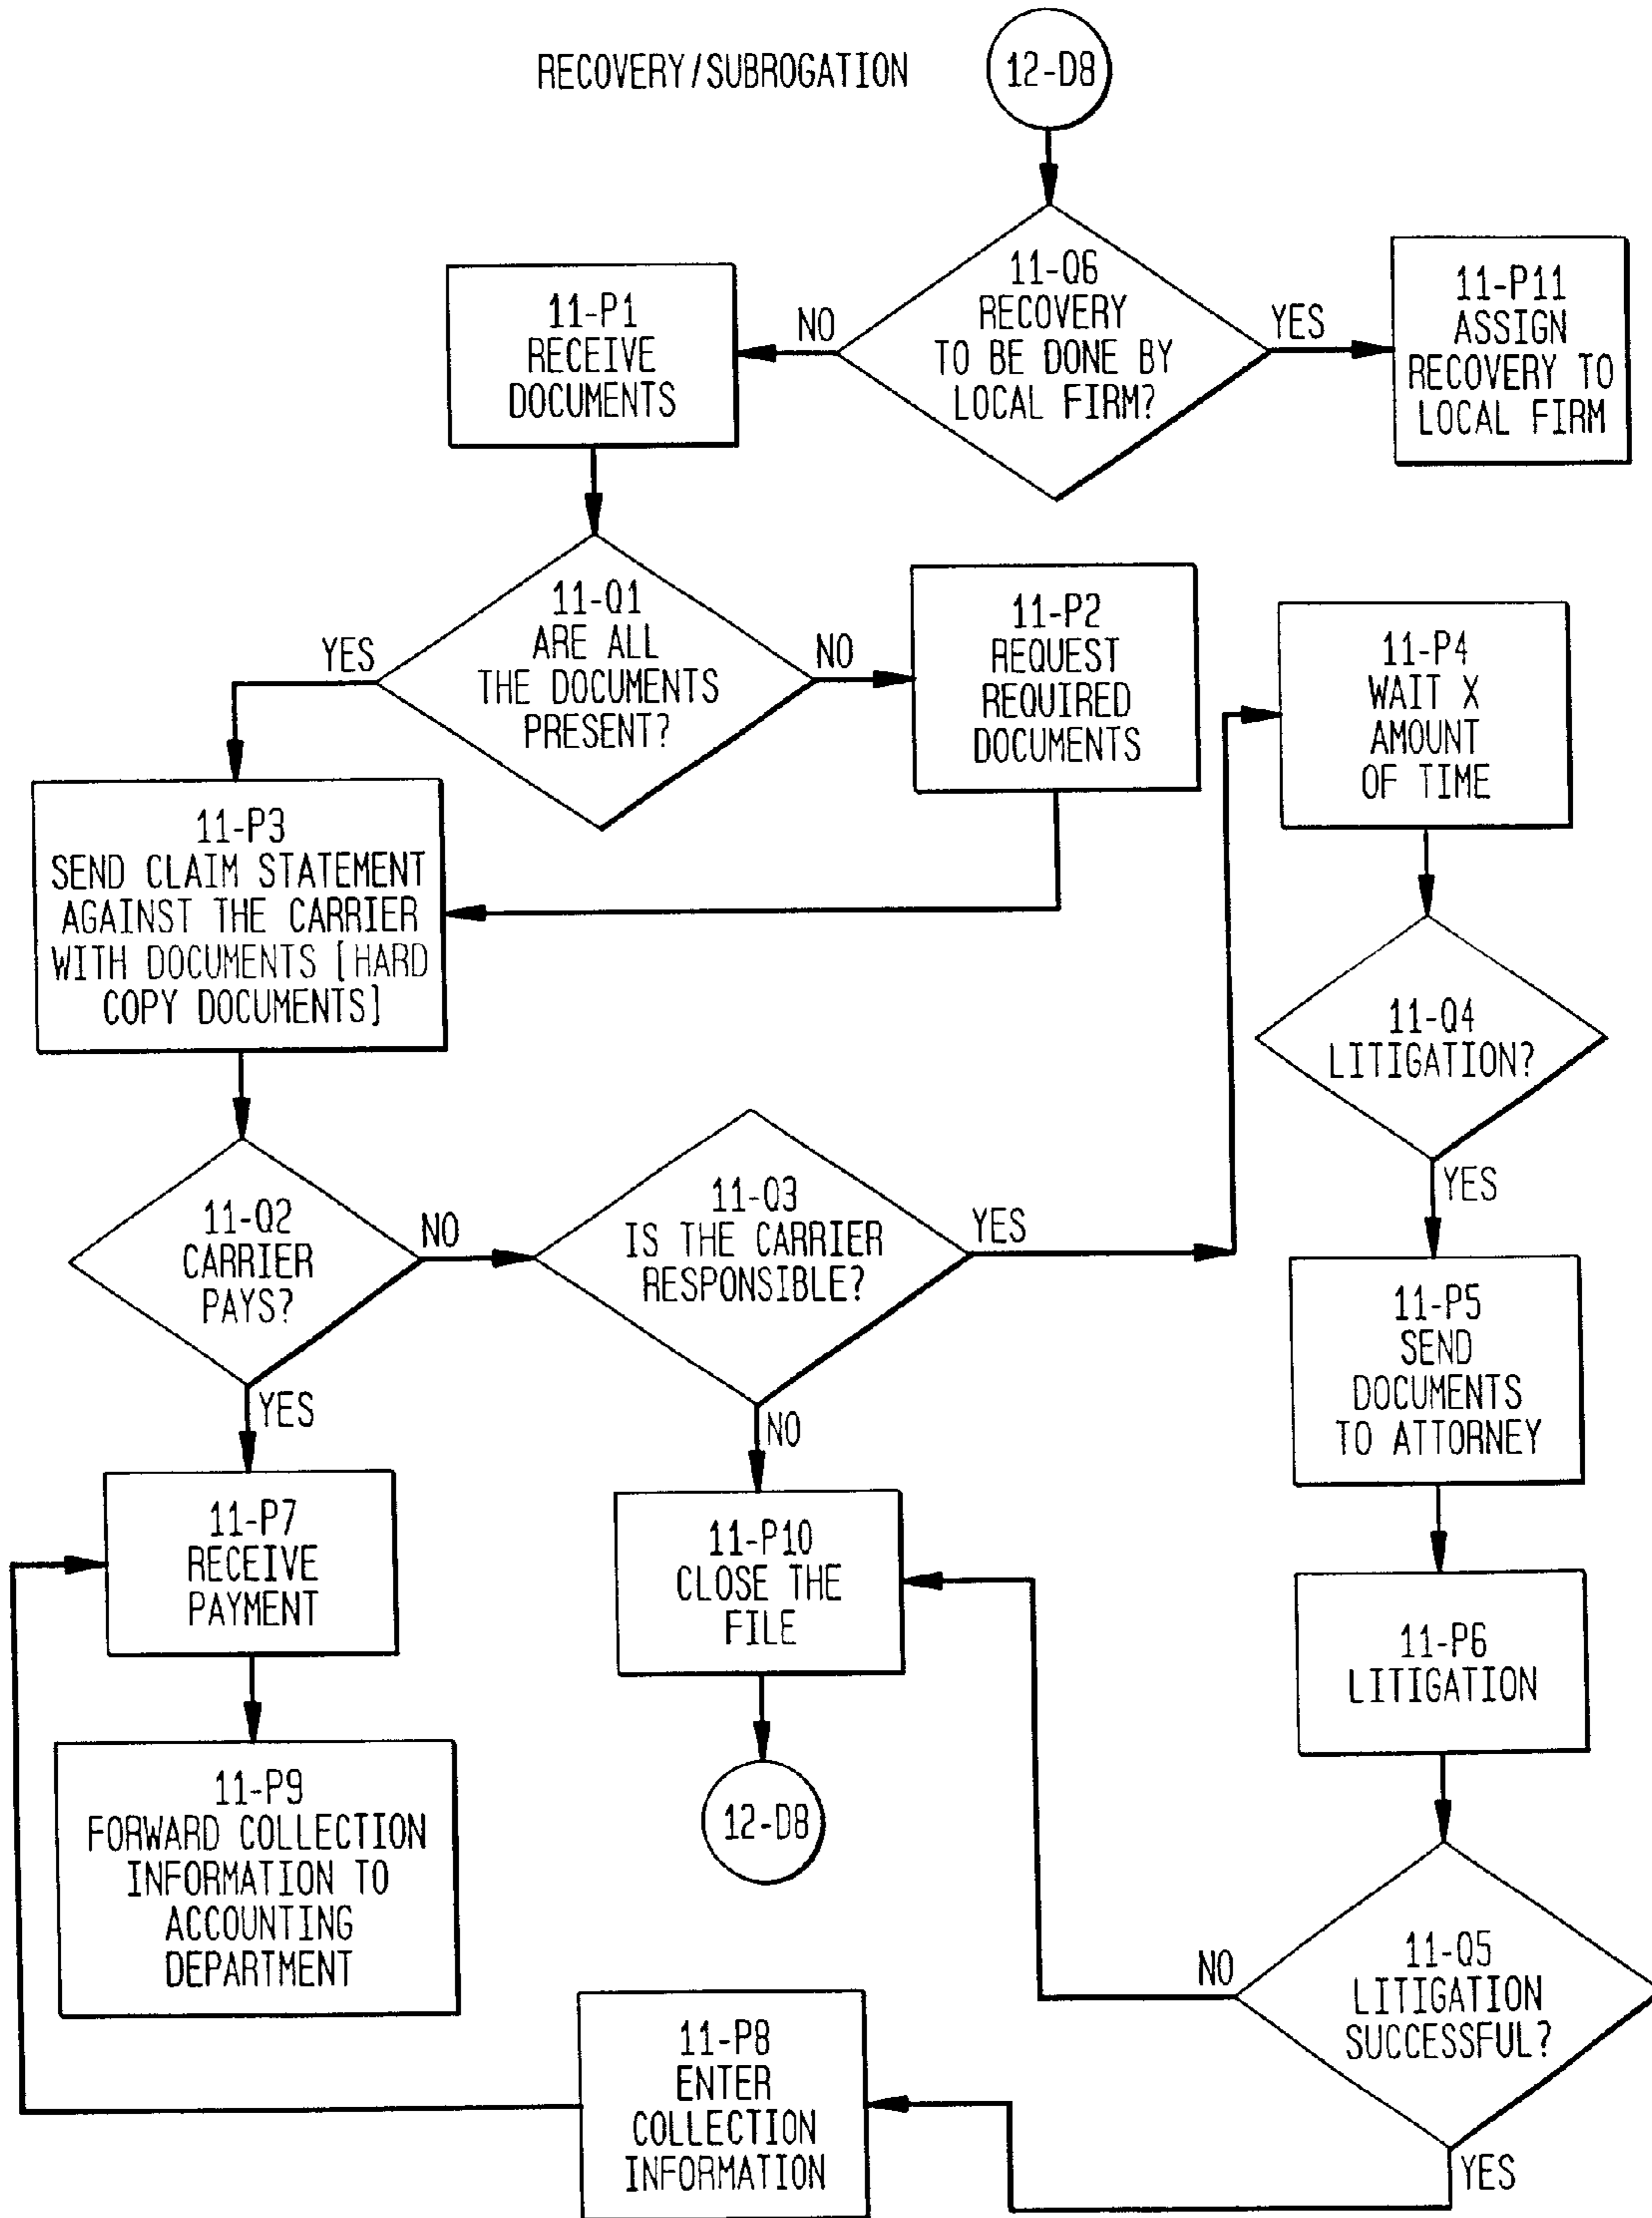 RECOVERY/SUBROGATION
12-D8
11-Q6
RECOVERY
TO BE DONE BY
LOCAL FIRM?
NO
YES
11-P11
ASSIGN
RECOVERY TO
LOCAL FIRM
11-P1
RECEIVE
DOCUMENTS
11-Q1
ARE ALL
THE DOCUMENTS
PRESENT?
YES
NO
11-P2
REQUEST
REQUIRED
DOCUMENTS
11-P4
WAIT X
AMOUNT
OF TIME
11-P3
SEND CLAIM STATEMENT
AGAINST THE CARRIER
WITH DOCUMENTS [HARD
COPY DOCUMENTS]
11-Q4
LITIGATION?
YES
11-Q2
CARRIER
PAYS?
NO
YES
11-Q3
IS THE CARRIER
RESPONSIBLE?
YES
NO
11-P5
SEND
DOCUMENTS
TO ATTORNEY
11-P7
RECEIVE
PAYMENT
11-P10
CLOSE THE
FILE
11-P6
LITIGATION
11-P9
FORWARD COLLECTION
INFORMATION TO
ACCOUNTING
DEPARTMENT
12-D8
11-Q5
LITIGATION
SUCCESSFUL?
NO
YES
11-P8
ENTER
COLLECTION
INFORMATION